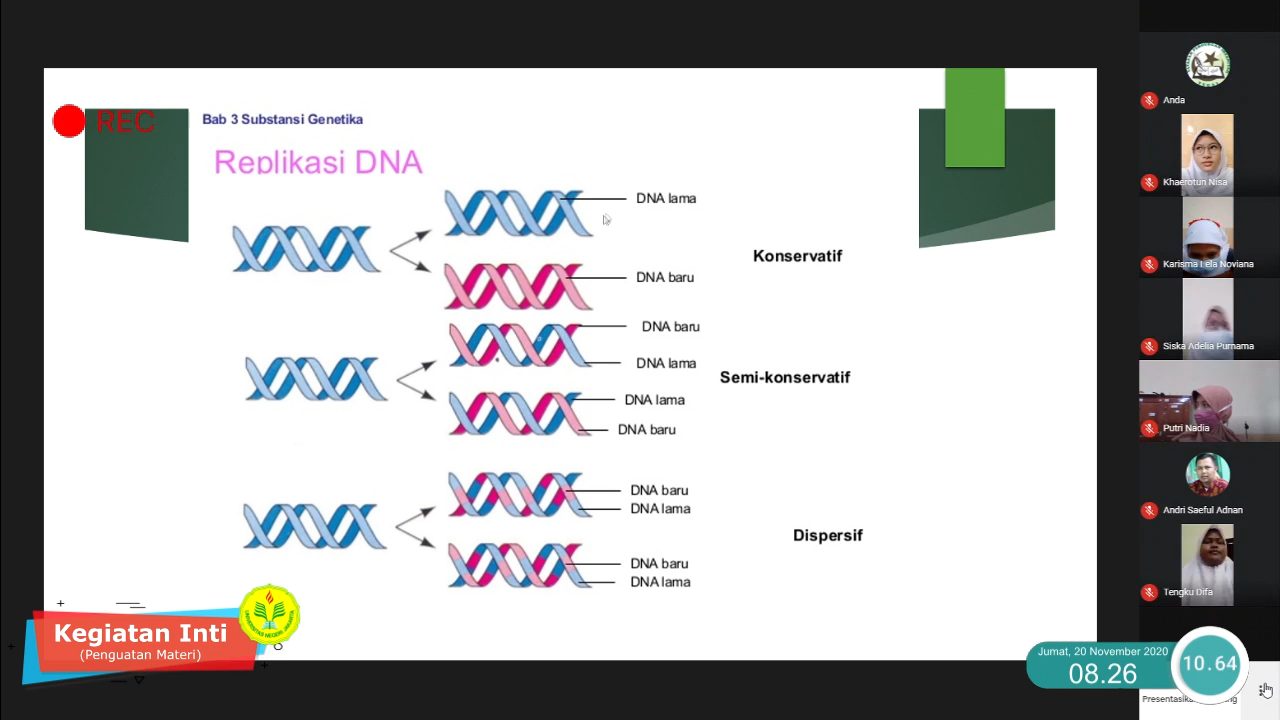 REC
Bab 3 Substansi Genetika
Replikasi DNA
DNA lama
DNA baru
Konservatif
DNA baru
DNA lama
Semi-konservatif
DNA lama
DNA baru
DNA baru
DNA lama
Dispersif
DNA baru
DNA lama
Kegiatan Inti
(Penguatan Materi)
Anda
Khaerotun Nisa
Karisma Lela Noviana
Siska Adelia Purnama
Putri Nadia
Andri Saeful Adnan
Tengku Difa
Jumat, 20 November 2020
08.26
10.64